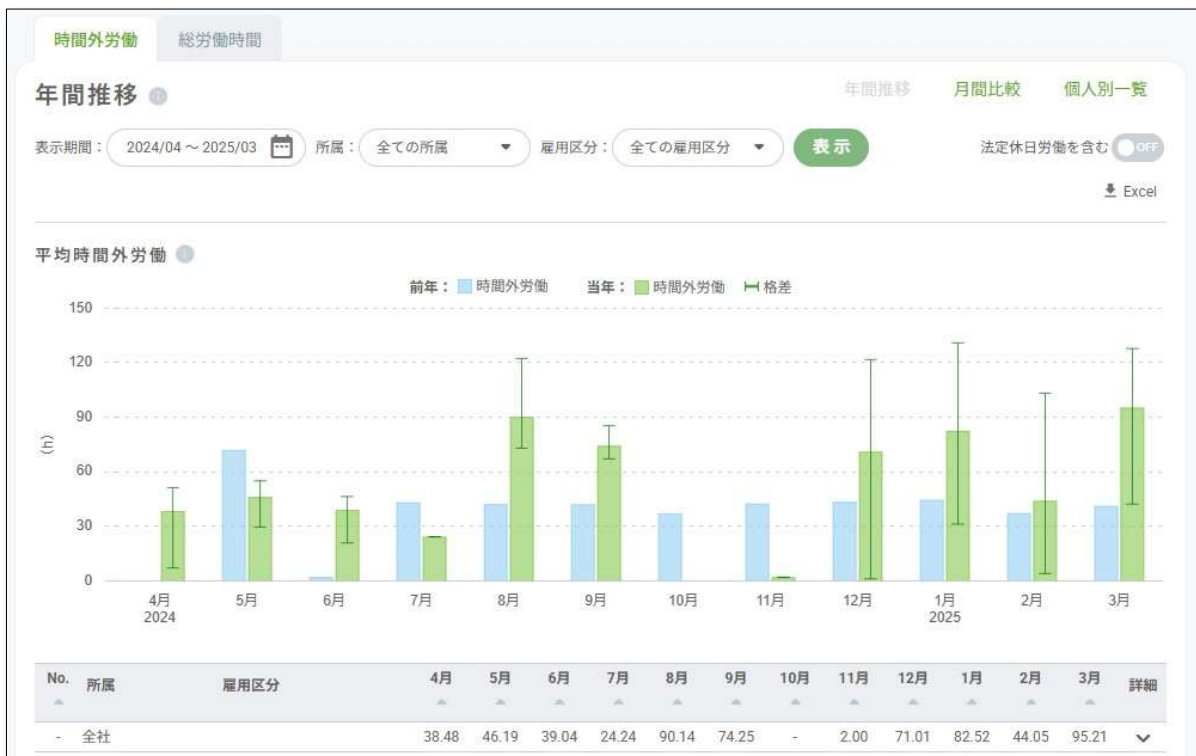 時間外労働 総労働時間
年間推移 年間推移 月間比較 個人別一覧
表示期間： 2024/04 ～ 2025/03 所属： 全ての所属 雇用区分： 全ての雇用区分 表示 法定休日労働を含む OFF
Excel
平均時間外労働
前年： 時間外労働 当年： 時間外労働 格差
150
120
90
60
30
0
(h)
4月 5月 6月 7月 8月 9月 10月 11月 12月 1月 2月 3月
2024 2025
No. 所属 雇用区分 4月 5月 6月 7月 8月 9月 10月 11月 12月 1月 2月 3月 詳細
- 全社 38.48 46.19 39.04 24.24 90.14 74.25 - 2.00 71.01 82.52 44.05 95.21